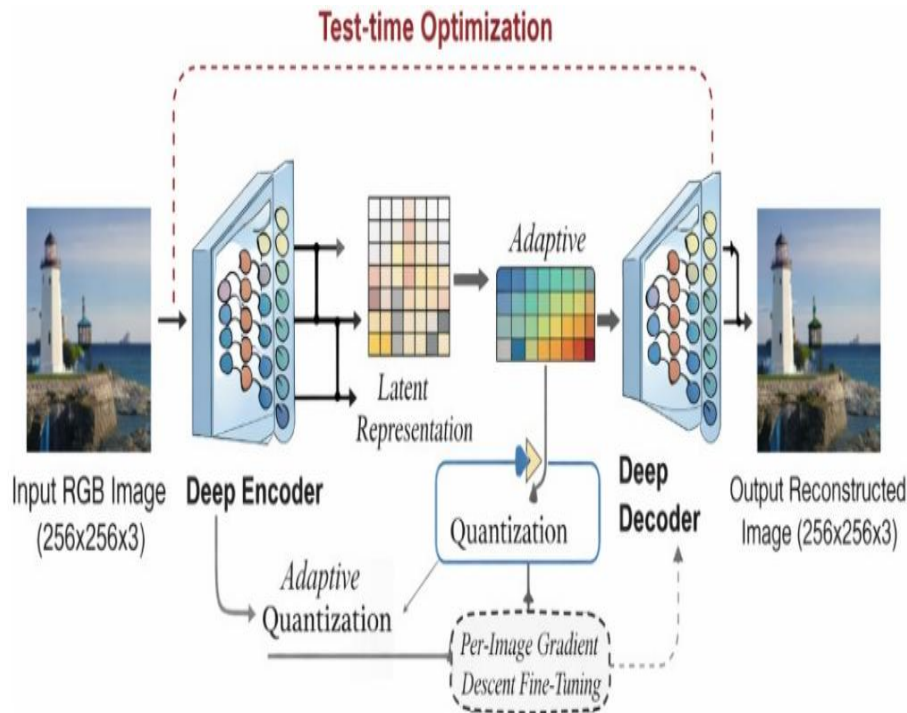 Test-time Optimization
Adaptive
Latent
Representation
Input RGB Image
(256x256x3)
Deep Encoder
Quantization
Deep
Decoder
Output Reconstructed
Image (256x256x3)
Adaptive
Quantization
Per-Image Gradient
Descent Fine-Tuning